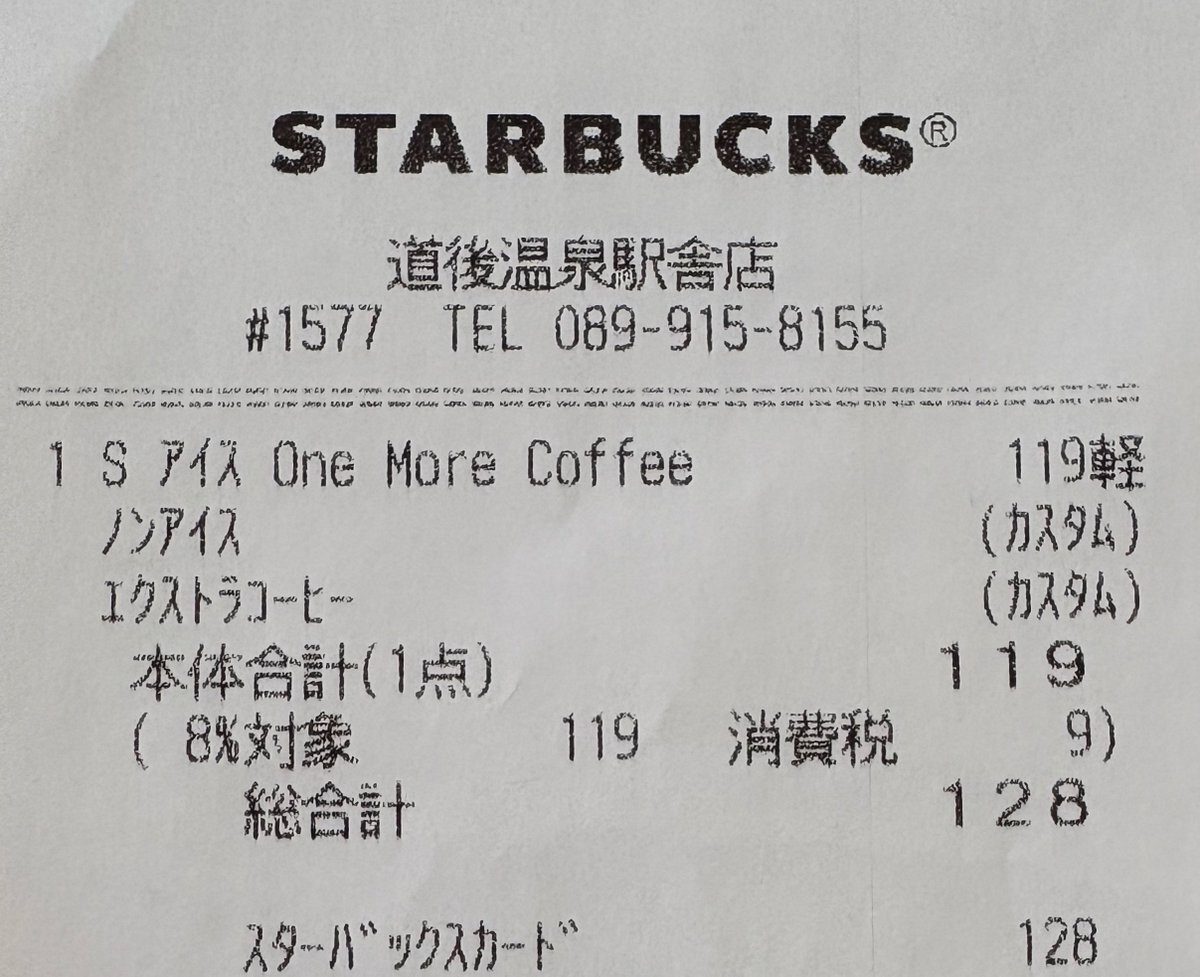 STARBUCKS®
道後温泉駅舎店
#1577 TEL 089-915-8155
1 S ｱｲｽ One More Coffee 119軽
ﾉﾝｱｲｽ (ｶｽﾀﾑ)
ｴｸｽﾄﾗｺｰﾋｰ (ｶｽﾀﾑ)
本体合計(1点) 119
( 8%対象 119 消費税 9)
総合計 128
ｽﾀｰﾊﾞｯｸｽｶｰﾄﾞ 128